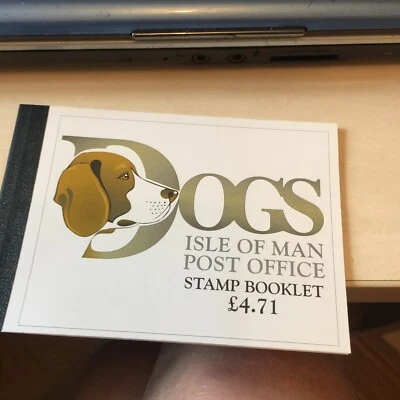 DOGS
ISLE OF MAN
POST OFFICE
STAMP BOOKLET
£4.71